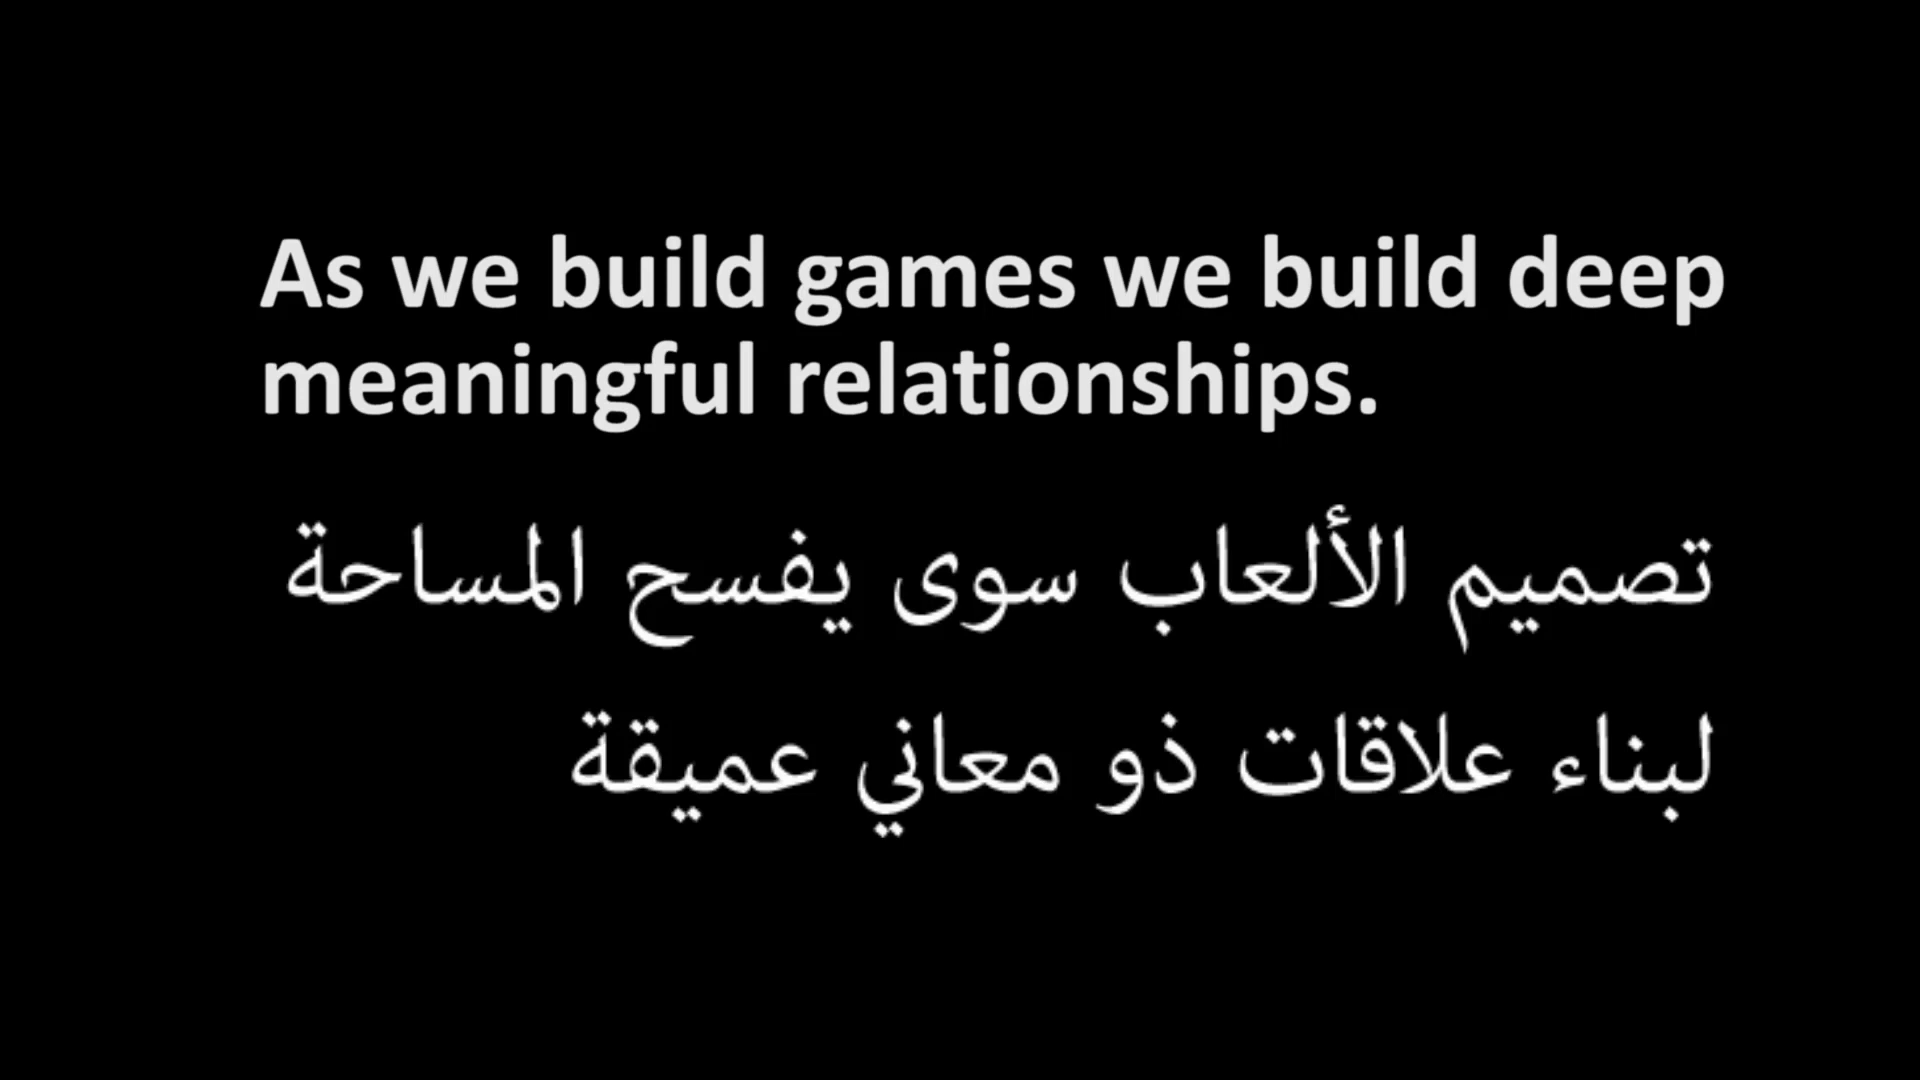 As we build games we build deep
meaningful relationships.
تصميم الألعاب سوى يفسح المساحة
لبناء علاقات ذو معاني عميقة